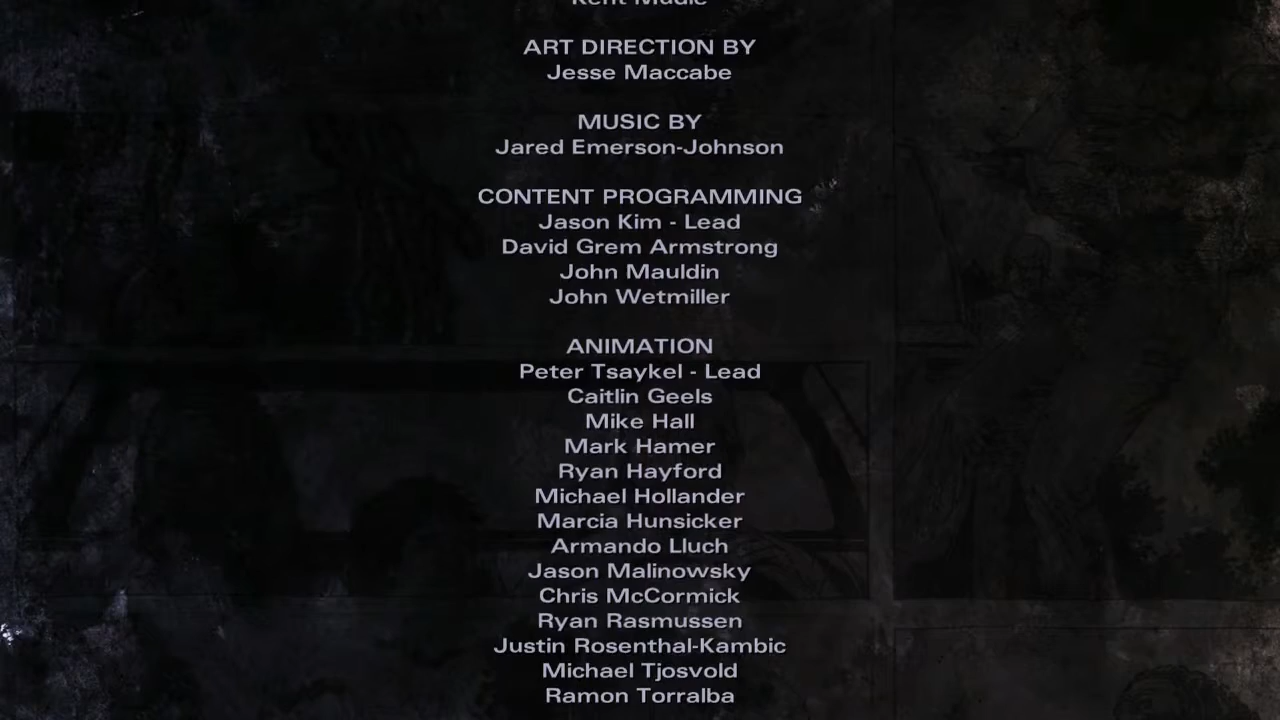 Kent Mudle
ART DIRECTION BY
Jesse Maccabe
MUSIC BY
Jared Emerson-Johnson
CONTENT PROGRAMMING
Jason Kim - Lead
David Grem Armstrong
John Mauldin
John Wetmiller
ANIMATION
Peter Tsaykel - Lead
Caitlin Geels
Mike Hall
Mark Hamer
Ryan Hayford
Michael Hollander
Marcia Hunsicker
Armando Lluch
Jason Malinowsky
Chris McCormick
Ryan Rasmussen
Justin Rosenthal-Kambic
Michael Tjosvold
Ramon Torralba